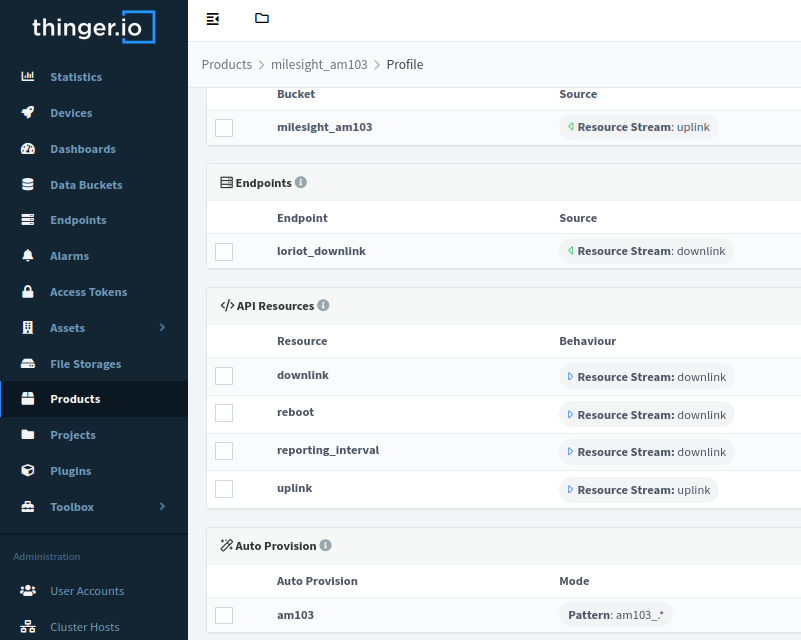 thinger.io
Statistics
Devices
Dashboards
Data Buckets
Endpoints
Alarms
Access Tokens
Assets
File Storages
Products
Projects
Plugins
Toolbox
Administration
User Accounts
Cluster Hosts
Products > milesight_am103 > Profile
Bucket Source
milesight_am103 Resource Stream: uplink
Endpoints
Endpoint Source
loriot_downlink Resource Stream: downlink
</> API Resources
Resource Behaviour
downlink Resource Stream: downlink
reboot Resource Stream: downlink
reporting_interval Resource Stream: downlink
uplink Resource Stream: uplink
Auto Provision
Auto Provision Mode
am103 Pattern: am103_.*